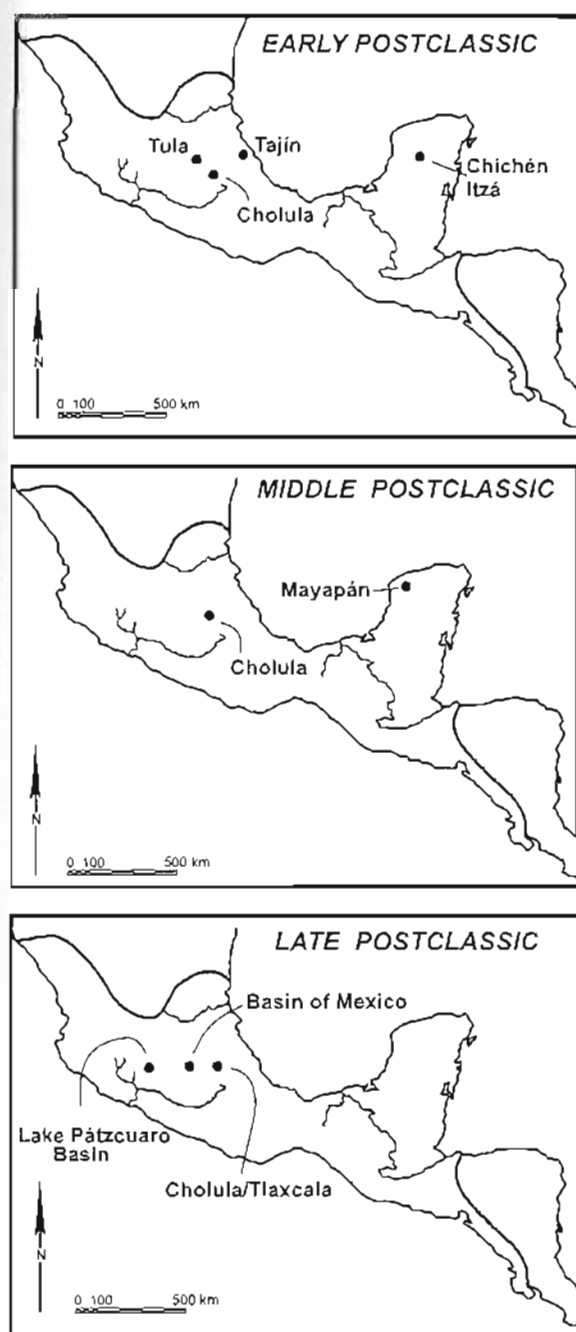 EARLY POSTCLASSIC
Tula
Tajín
Chichén
Itzá
Cholula
N
0 100 500 km
MIDDLE POSTCLASSIC
Mayapán
Cholula
N
0 100 500 km
LATE POSTCLASSIC
Basin of Mexico
Lake Pátzcuaro
Basin
Cholula/Tlaxcala
N
0 100 500 km